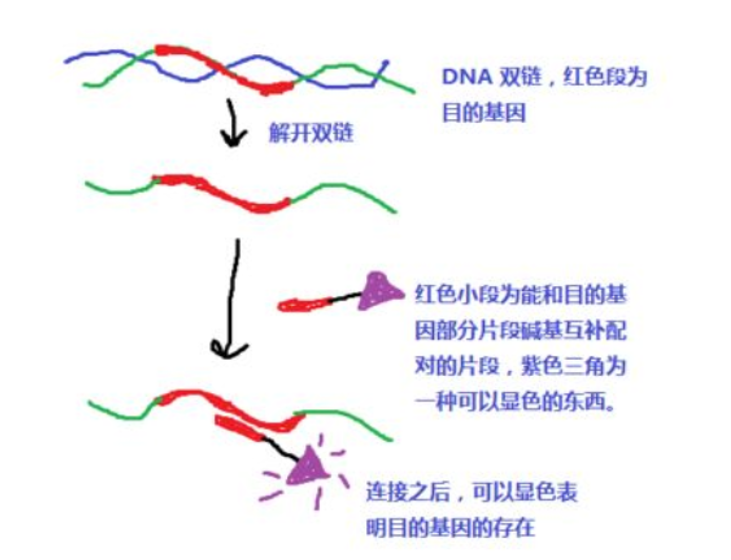 DNA 双链，红色段为
目的基因
解开双链
红色小段为能和目的基
因部分片段碱基互补配
对的片段，紫色三角为
一种可以显色的东西。
连接之后，可以显色表
明目的基因的存在